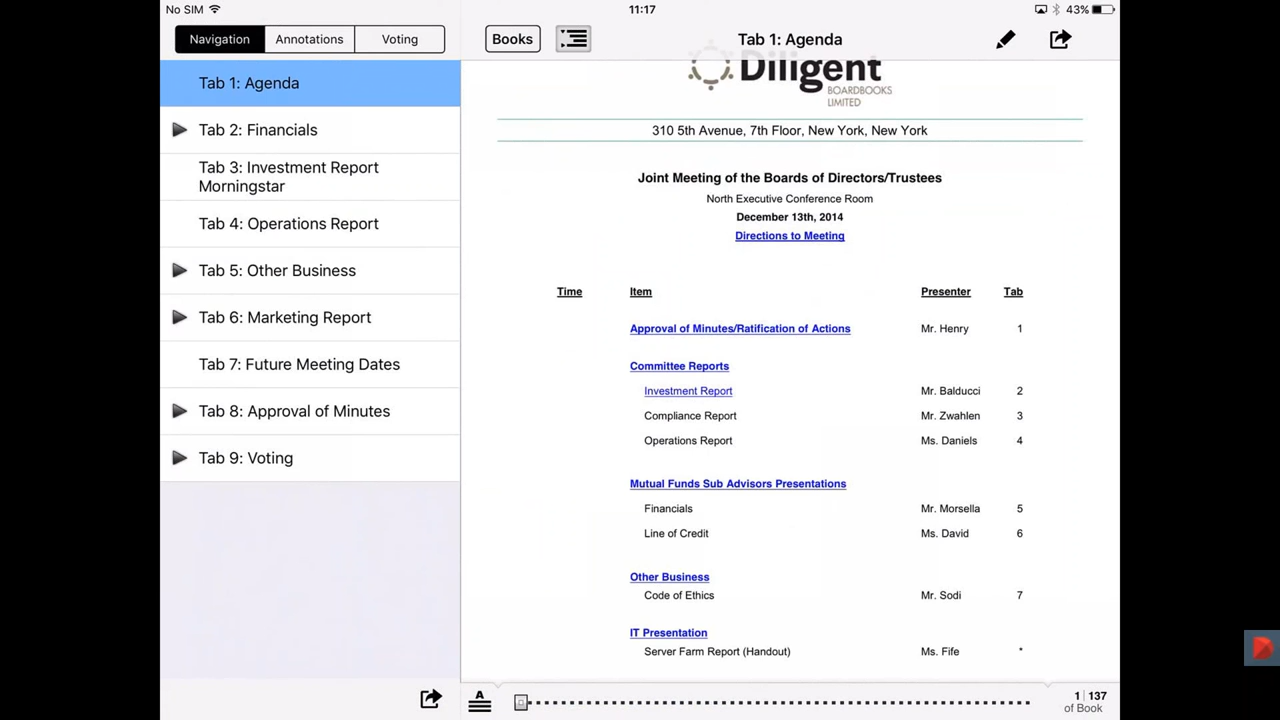 No SIM
11:17
43%
Navigation
Annotations
Voting
Books
Tab 1: Agenda
Tab 1: Agenda
Tab 2: Financials
Tab 3: Investment Report
Morningstar
Tab 4: Operations Report
Tab 5: Other Business
Tab 6: Marketing Report
Tab 7: Future Meeting Dates
Tab 8: Approval of Minutes
Tab 9: Voting
Diligent
BOARDBOOKS
LIMITED
310 5th Avenue, 7th Floor, New York, New York
Joint Meeting of the Boards of Directors/Trustees
North Executive Conference Room
December 13th, 2014
Directions to Meeting
Time Item Presenter Tab
Approval of Minutes/Ratification of Actions Mr. Henry 1
Committee Reports
Investment Report Mr. Balducci 2
Compliance Report Mr. Zwahlen 3
Operations Report Ms. Daniels 4
Mutual Funds Sub Advisors Presentations
Financials Mr. Morsella 5
Line of Credit Ms. David 6
Other Business
Code of Ethics Mr. Sodi 7
IT Presentation
Server Farm Report (Handout) Ms. Fife *
A
1 | 137
of Book